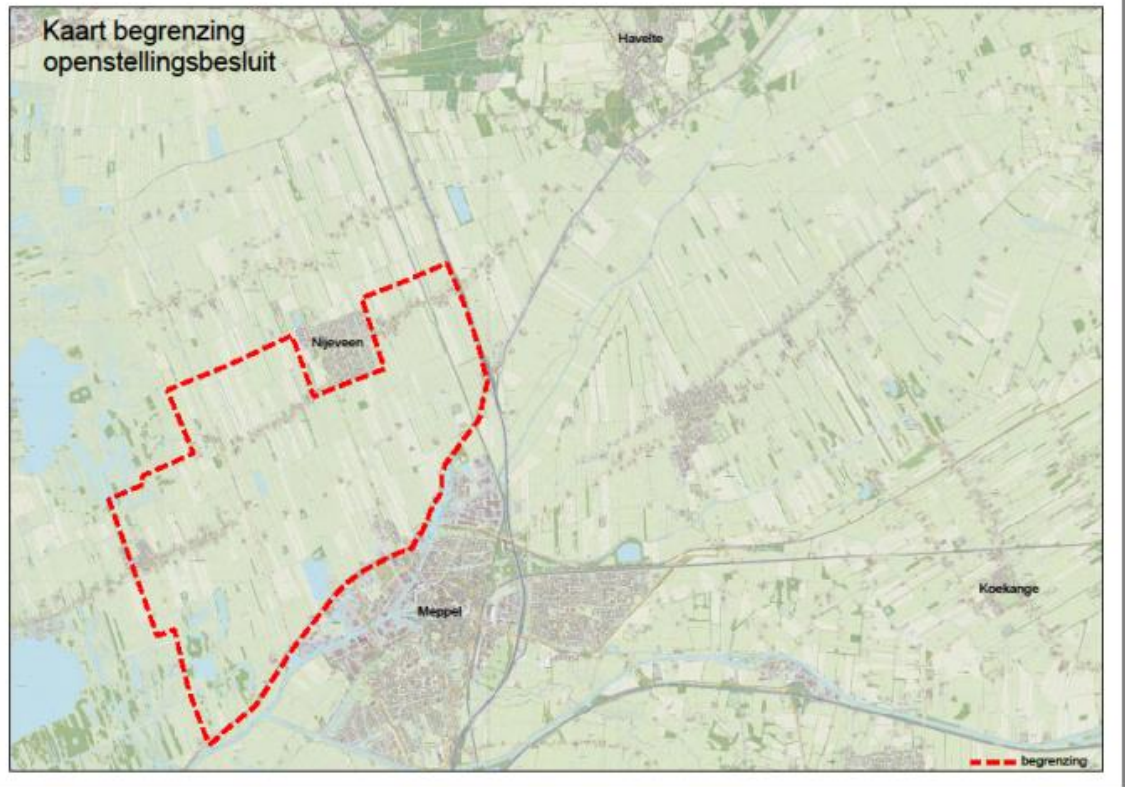 Kaart begrenzing
openstellingsbesluit
Havelte
Nijeveen
Meppel
Koekange
begrenzing